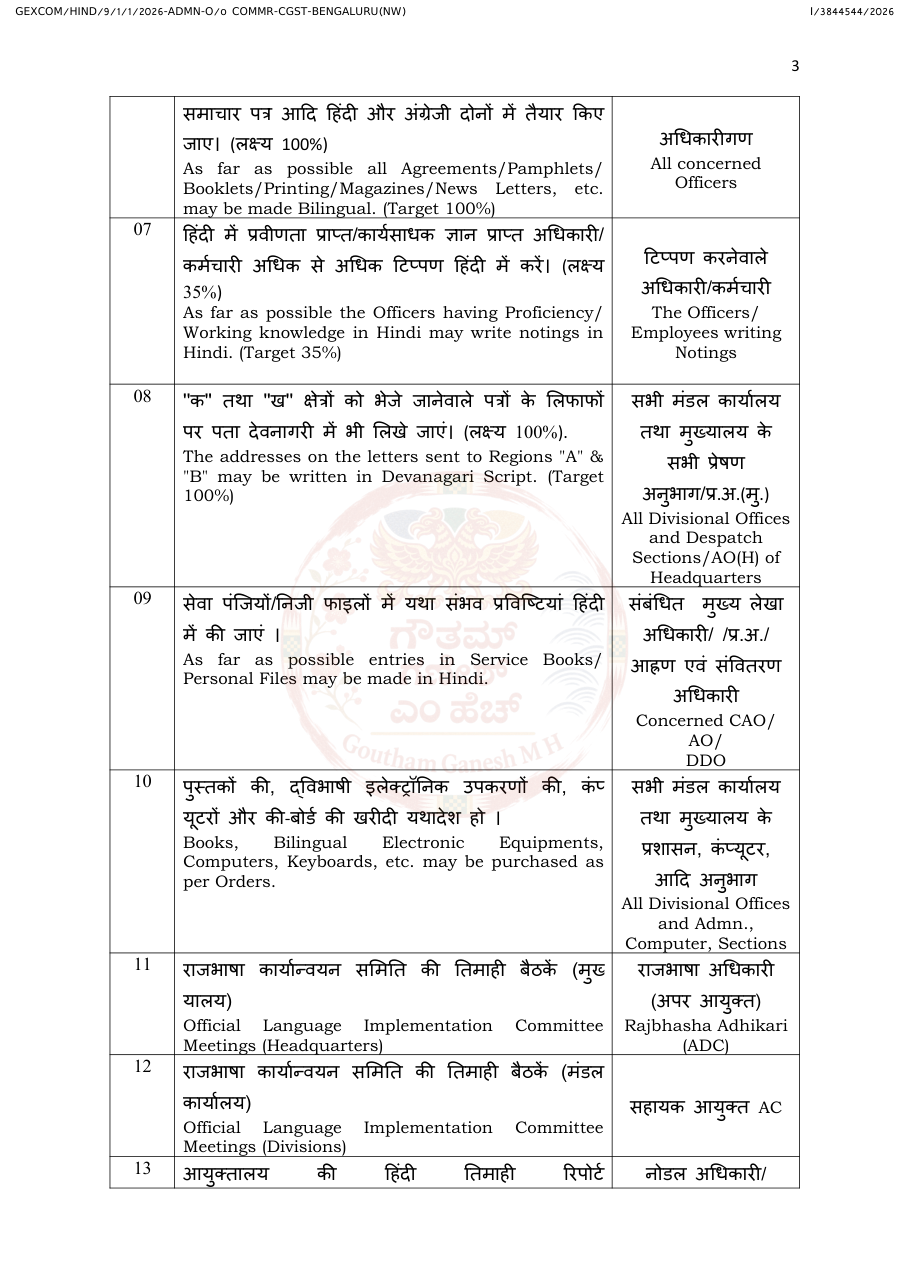 GEXCOM/HIND/9/1/1/2026-ADMN-O/o COMMR-CGST-BENGALURU(NW)
I/3844544/2026
3
समाचार पत्र आदि हिंदी और अंग्रेजी दोनों में तैयार किए
जाए। (लक्ष्य 100%)
As far as possible all Agreements/Pamphlets/
Booklets/Printing/Magazines/News Letters, etc.
may be made Bilingual. (Target 100%)
अधिकारीगण
All concerned
Officers
07
हिंदी में प्रवीणता प्राप्त/कार्यसाधक ज्ञान प्राप्त अधिकारी/
कर्मचारी अधिक से अधिक टिप्पण हिंदी में करें। (लक्ष्य
35%)
As far as possible the Officers having Proficiency/
Working knowledge in Hindi may write notings in
Hindi. (Target 35%)
टिप्पण करनेवाले
अधिकारी/कर्मचारी
The Officers/
Employees writing
Notings
08
"क" तथा "ख" क्षेत्रों को भेजे जानेवाले पत्रों के लिफाफों
पर पता देवनागरी में भी लिखे जाएं। (लक्ष्य 100%).
The addresses on the letters sent to Regions "A" &
"B" may be written in Devanagari Script. (Target
100%)
सभी मंडल कार्यालय
तथा मुख्यालय के
सभी प्रेषण
अनुभाग/प्र.अ.(मु.)
All Divisional Offices
and Despatch
Sections/AO(H) of
Headquarters
09
सेवा पंजियों/निजी फाइलों में यथा संभव प्रविष्टियां हिंदी
में की जाएं ।
As far as possible entries in Service Books/
Personal Files may be made in Hindi.
संबंधित मुख्य लेखा
अधिकारी/ /प्र.अ./
आह्रण एवं संवितरण
अधिकारी
Concerned CAO/
AO/
DDO
10
पुस्तकों की, द्विभाषी इलेक्ट्रॉनिक उपकरणों की, कंप्
यूटरों और की-बोर्ड की खरीदी यथादेश हो ।
Books, Bilingual Electronic Equipments,
Computers, Keyboards, etc. may be purchased as
per Orders.
सभी मंडल कार्यालय
तथा मुख्यालय के
प्रशासन, कंप्यूटर,
आदि अनुभाग
All Divisional Offices
and Admn.,
Computer, Sections
11
राजभाषा कार्यान्वयन समिति की तिमाही बैठकें (मुख्
यालय)
Official Language Implementation Committee
Meetings (Headquarters)
राजभाषा अधिकारी
(अपर आयुक्त)
Rajbhasha Adhikari
(ADC)
12
राजभाषा कार्यान्वयन समिति की तिमाही बैठकें (मंडल
कार्यालय)
Official Language Implementation Committee
Meetings (Divisions)
सहायक आयुक्त AC
13
आयुक्तालय की हिंदी तिमाही रिपोर्ट
नोडल अधिकारी/
ಗೌತಮ್
ಗಣೇಶ್
ಎಂ ಹೆಚ್
Goutham Ganesh M H